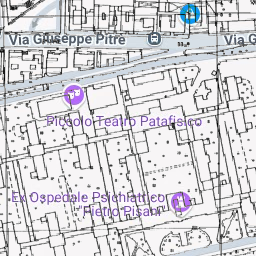 Via Giuseppe Pitrè
Via G
Piccolo Teatro Patafisico
Ex Ospedale Psichiatrico
"Pietro Pisani"